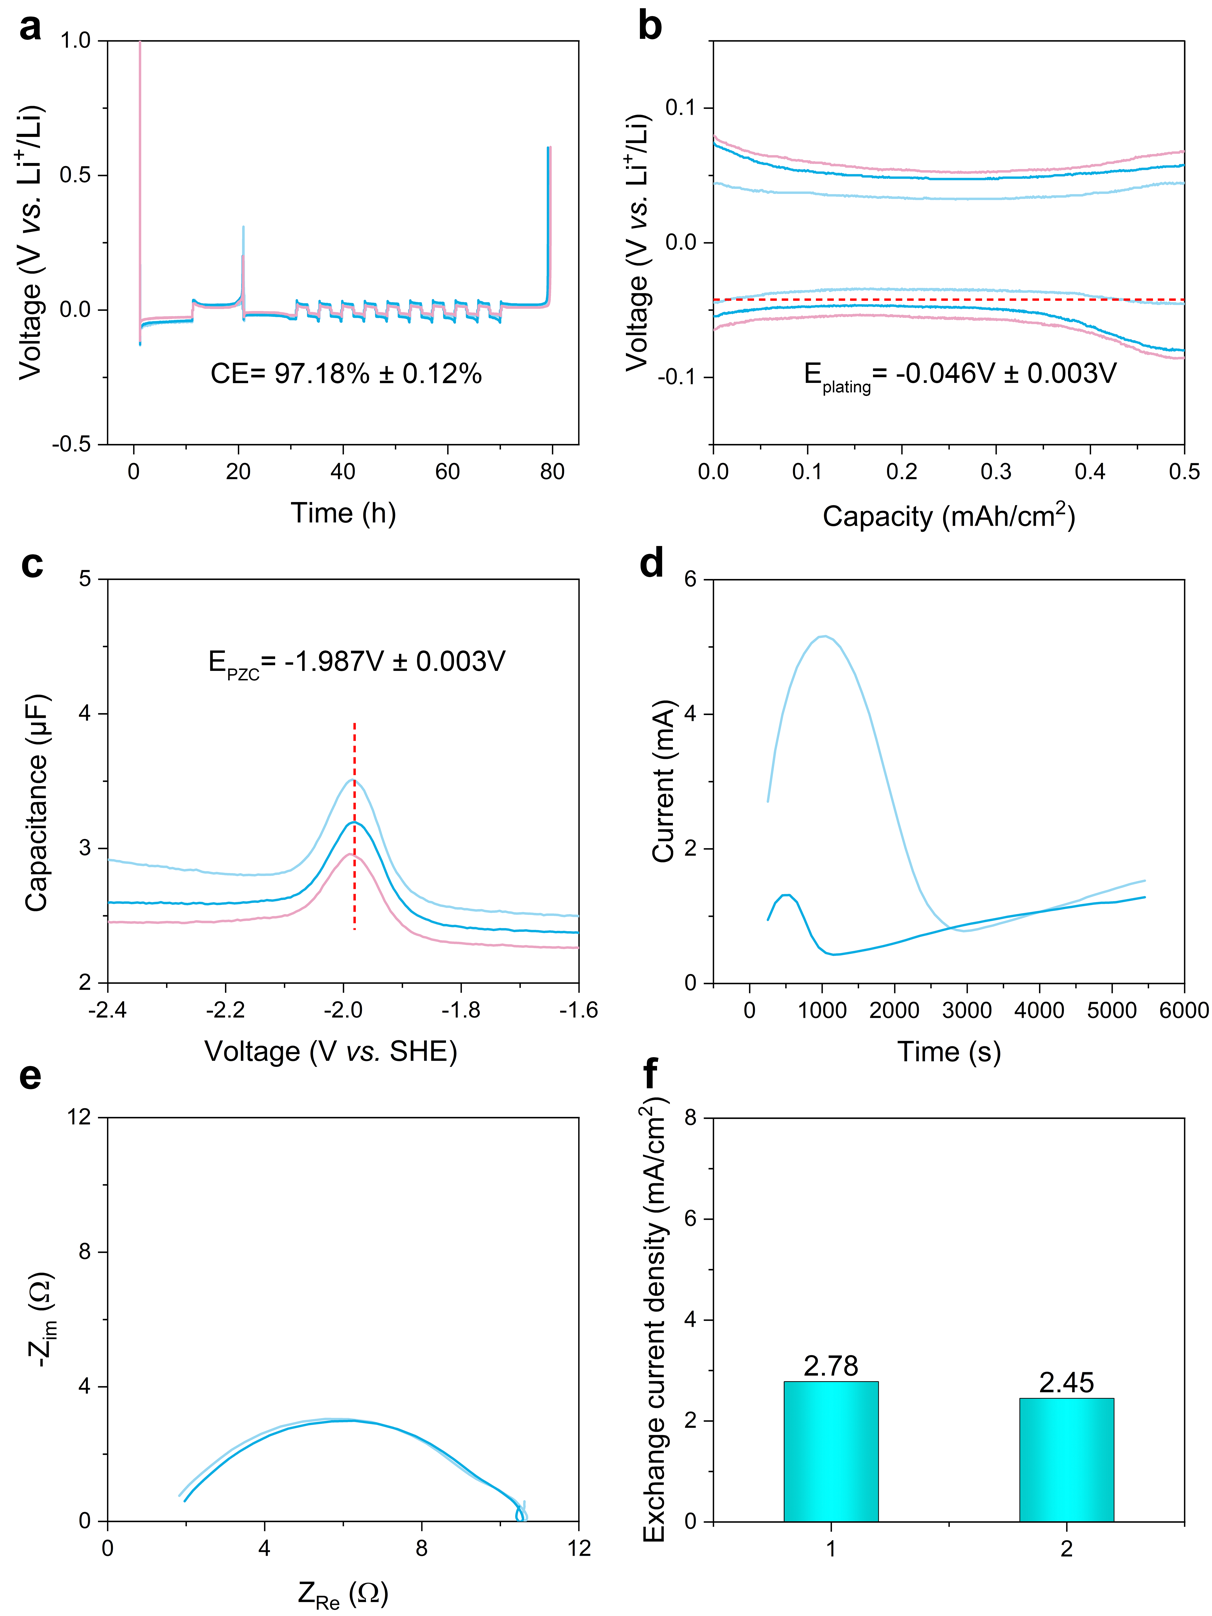 a
1.0
0.5
0.0
-0.5
Voltage (V vs. Li⁺/Li)
CE= 97.18% ± 0.12%
0
20
40
60
80
Time (h)
b
0.1
0.0
-0.1
Voltage (V vs. Li⁺/Li)
E_plating= -0.046V ± 0.003V
0.0
0.1
0.2
0.3
0.4
0.5
Capacity (mAh/cm²)
c
5
4
3
2
Capacitance (μF)
E_PZC= -1.987V ± 0.003V
-2.4
-2.2
-2.0
-1.8
-1.6
Voltage (V vs. SHE)
d
6
4
2
0
Current (mA)
0
1000
2000
3000
4000
5000
6000
Time (s)
e
12
8
4
0
-Z_im (Ω)
0
4
8
12
Z_Re (Ω)
f
8
6
4
2
0
Exchange current density (mA/cm²)
2.78
2.45
1
2